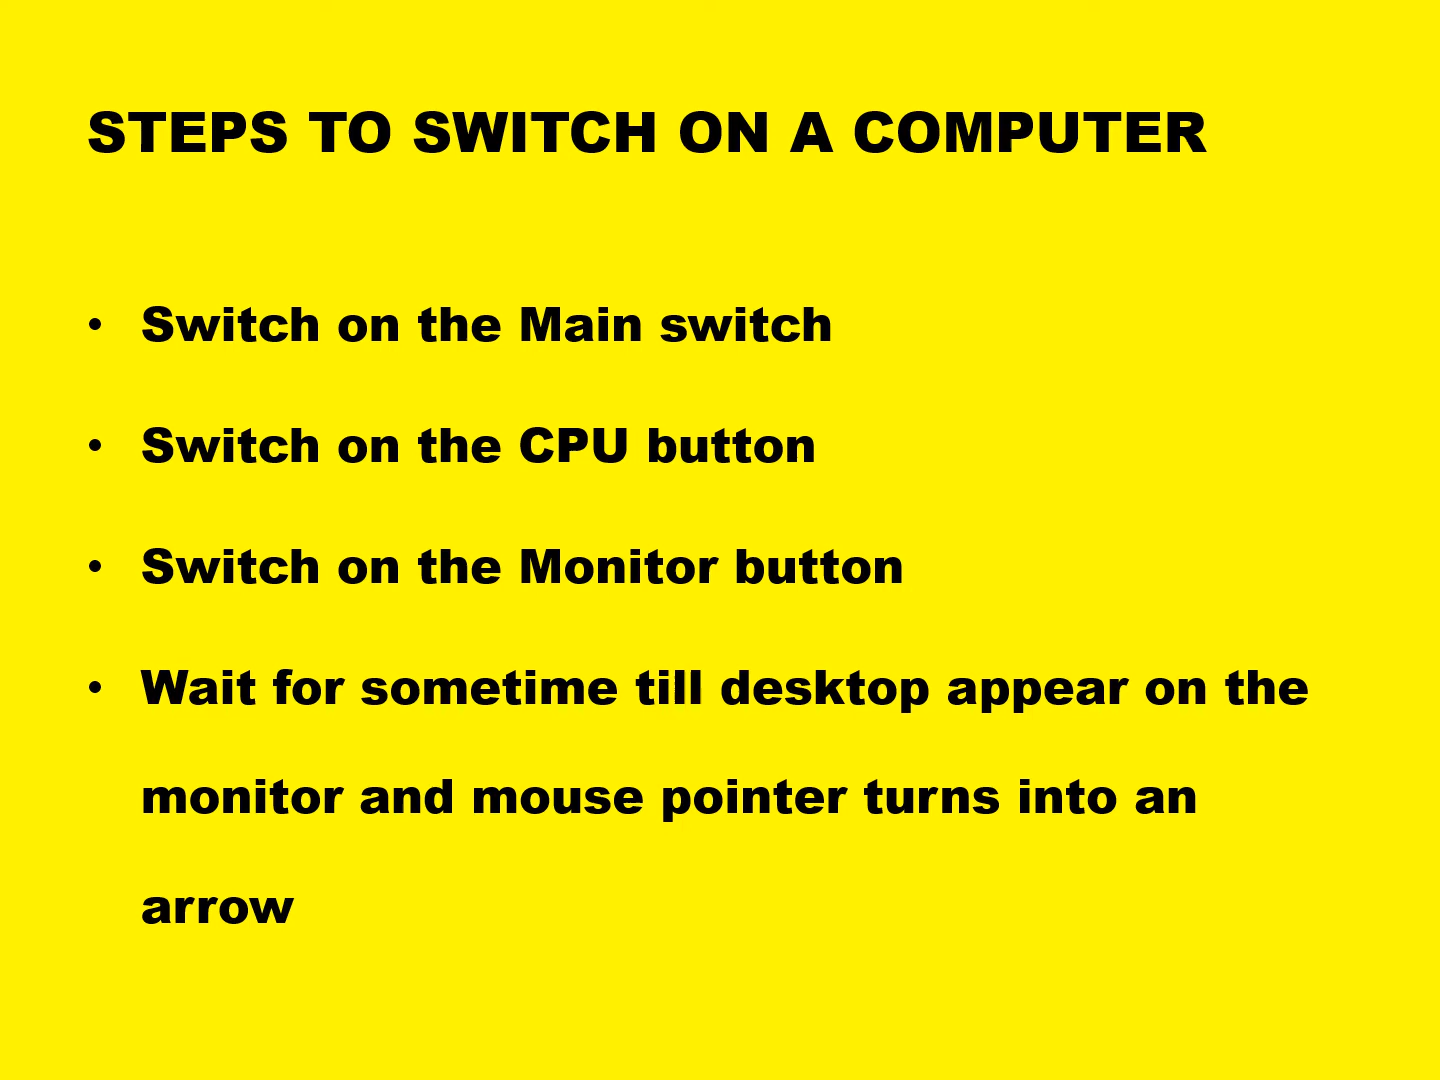 STEPS TO SWITCH ON A COMPUTER
• Switch on the Main switch
• Switch on the CPU button
• Switch on the Monitor button
• Wait for sometime till desktop appear on the
monitor and mouse pointer turns into an
arrow